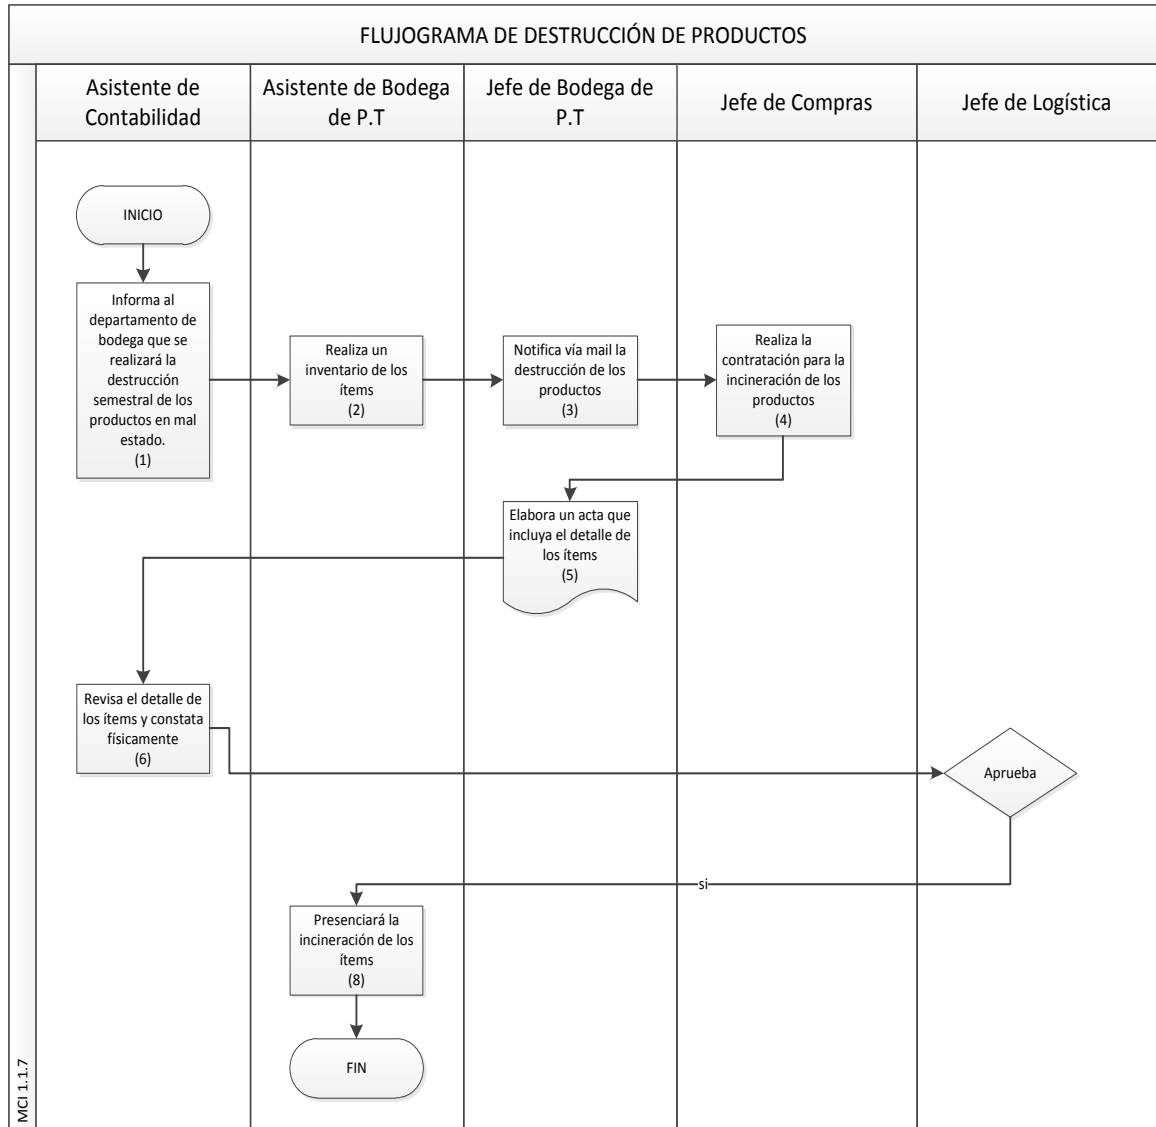 FLUJOGRAMA DE DESTRUCCIÓN DE PRODUCTOS
Asistente de
Contabilidad
Asistente de Bodega
de P.T
Jefe de Bodega de
P.T
Jefe de Compras
Jefe de Logística
INICIO
Informa al
departamento de
bodega que se
realizará la
destrucción
semestral de los
productos en mal
estado.
(1)
Realiza un
inventario de los
ítems
(2)
Notifica vía mail la
destrucción de los
productos
(3)
Realiza la
contratación para la
incineración de los
productos
(4)
Elabora un acta que
incluya el detalle de
los ítems
(5)
Revisa el detalle de
los ítems y constata
físicamente
(6)
Aprueba
si
Presenciará la
incineración de los
ítems
(8)
FIN
MCI 1.1.7